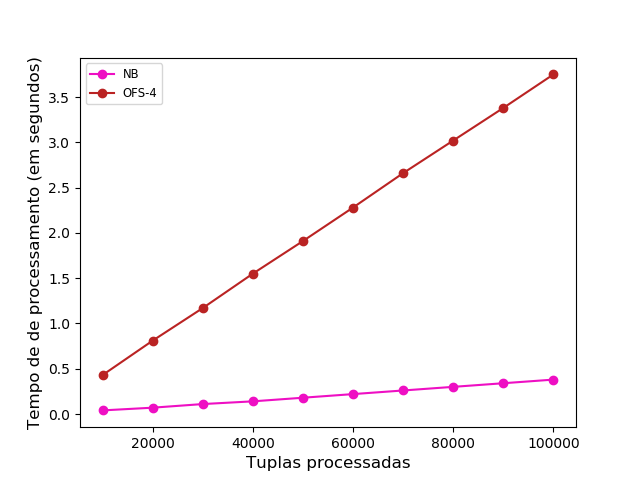 NB
OFS-4
Tempo de de processamento (em segundos)
3.5
3.0
2.5
2.0
1.5
1.0
0.5
0.0
20000 40000 60000 80000 100000
Tuplas processadas